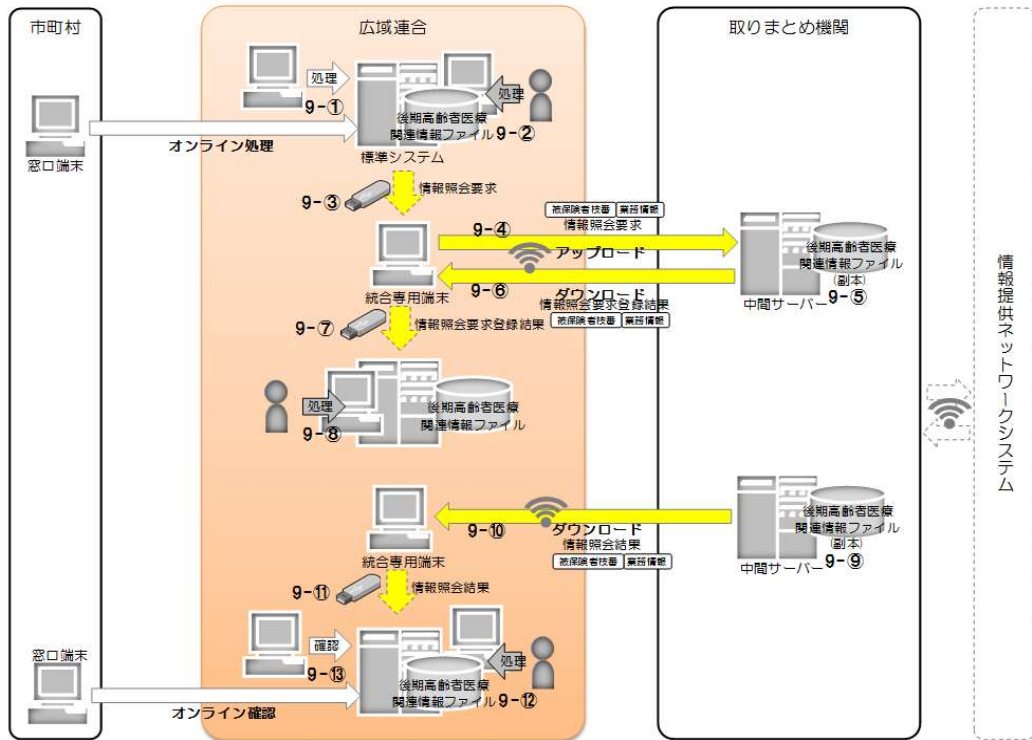 市町村
広域連合
取りまとめ機関
処理
9-①
処理
後期高齢者医療
関連情報ファイル
9-②
標準システム
窓口端末
オンライン処理
9-③
情報照会要求
被保険者枝番
業務情報
9-④
情報照会要求
アップロード
ダウンロード
9-⑥
情報照会要求登録結果
被保険者枝番
業務情報
統合専用端末
後期高齢者医療
関連情報ファイル
(副本)
9-⑤
中間サーバー
9-⑦
情報照会要求登録結果
処理
9-⑧
後期高齢者医療
関連情報ファイル
情報提供ネットワークシステム
9-⑩
ダウンロード
情報照会結果
被保険者枝番
業務情報
統合専用端末
後期高齢者医療
関連情報ファイル
(副本)
9-⑨
中間サーバー
9-⑪
情報照会結果
確認
9-⑬
処理
後期高齢者医療
関連情報ファイル
9-⑫
窓口端末
オンライン確認